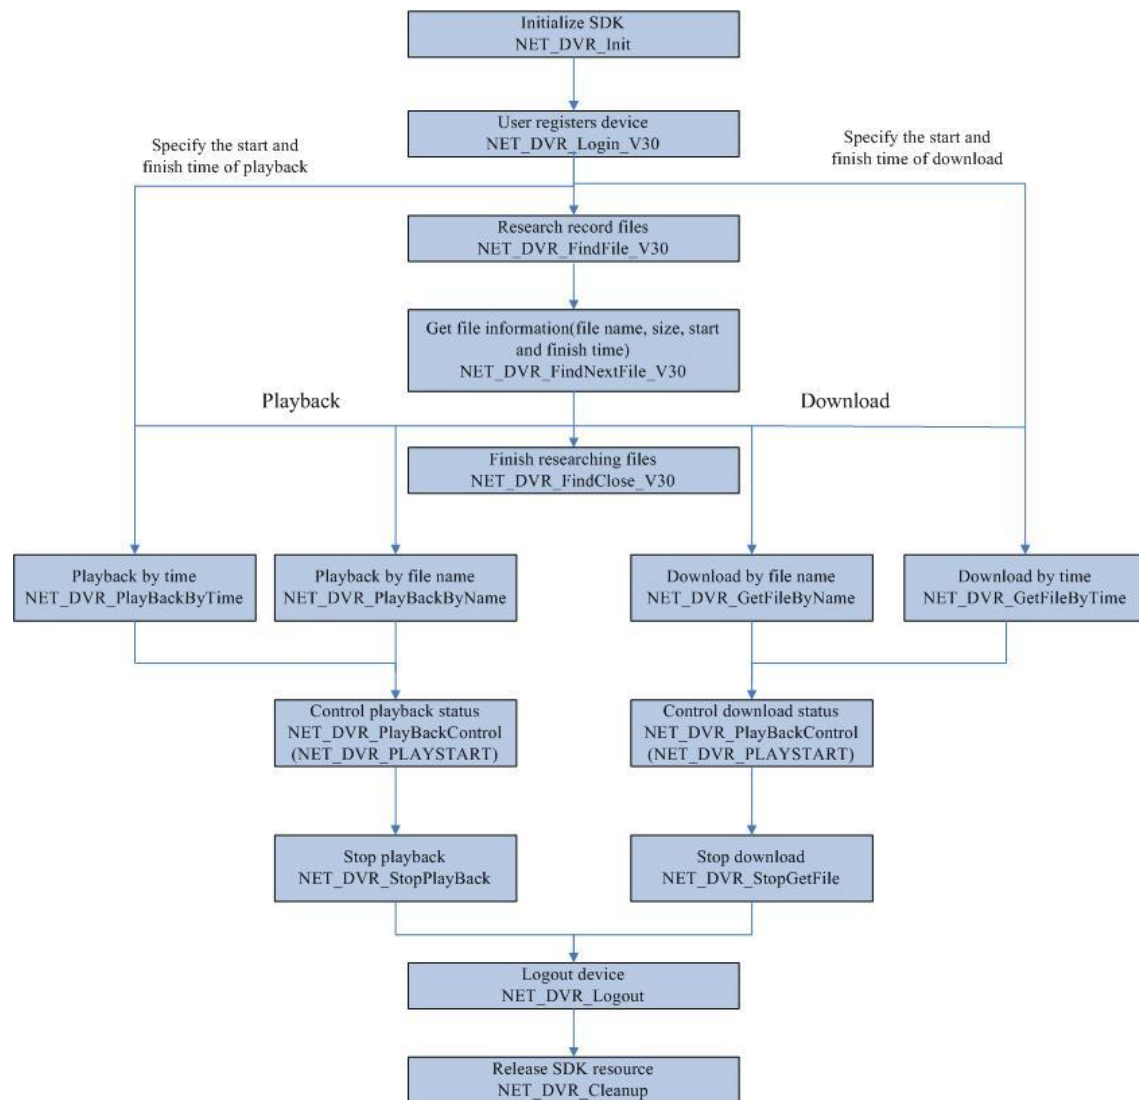 Initialize SDK
NET_DVR_Init
User registers device
NET_DVR_Login_V30
Specify the start and
finish time of playback
Specify the start and
finish time of download
Research record files
NET_DVR_FindFile_V30
Get file information(file name, size, start
and finish time)
NET_DVR_FindNextFile_V30
Playback
Download
Finish researching files
NET_DVR_FindClose_V30
Playback by time
NET_DVR_PlayBackByTime
Playback by file name
NET_DVR_PlayBackByName
Download by file name
NET_DVR_GetFileByName
Download by time
NET_DVR_GetFileByTime
Control playback status
NET_DVR_PlayBackControl
(NET_DVR_PLAYSTART)
Control download status
NET_DVR_PlayBackControl
(NET_DVR_PLAYSTART)
Stop playback
NET_DVR_StopPlayBack
Stop download
NET_DVR_StopGetFile
Logout device
NET_DVR_Logout
Release SDK resource
NET_DVR_Cleanup